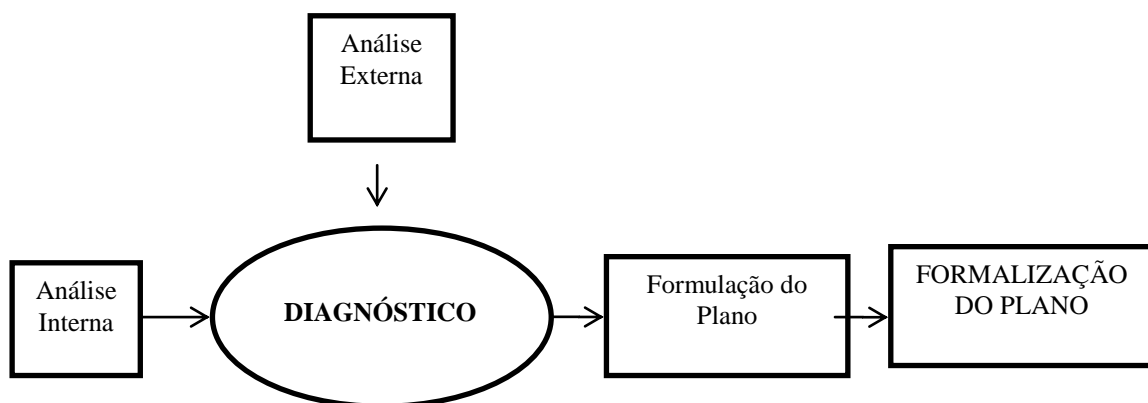 Análise
Externa
Análise
Interna
DIAGNÓSTICO
Formulação do
Plano
FORMALIZAÇÃO
DO PLANO